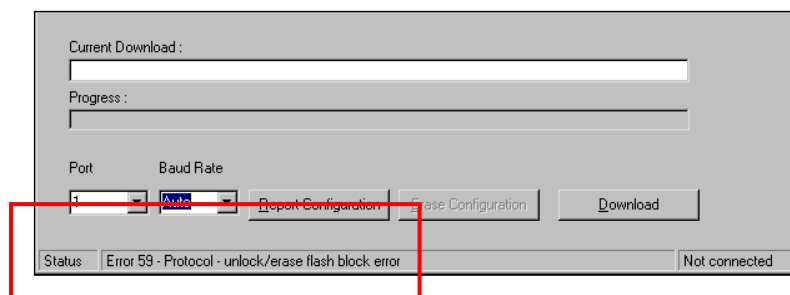 Current Download :
Progress :
Port Baud Rate
1 Auto Report Configuration Erase Configuration Download
Status Error 59 - Protocol - unlock/erase flash block error Not connected